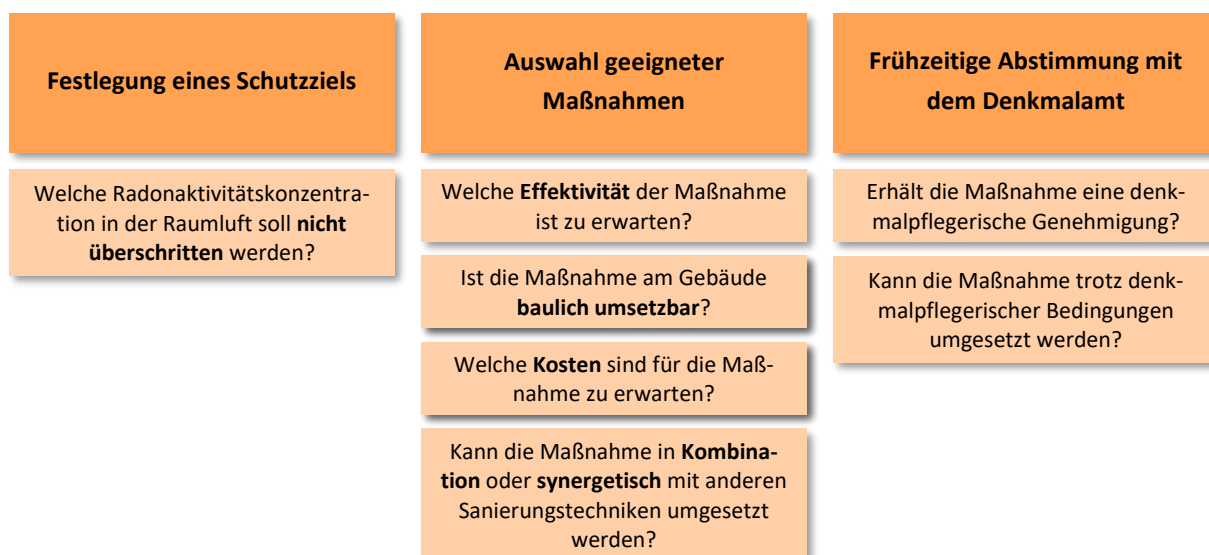 Festlegung eines Schutzziels
Welche Radonaktivitätskonzentra-
tion in der Raumluft soll nicht
überschritten werden?
Auswahl geeigneter
Maßnahmen
Welche Effektivität der Maßnahme
ist zu erwarten?
Ist die Maßnahme am Gebäude
baulich umsetzbar?
Welche Kosten sind für die Maß-
nahme zu erwarten?
Kann die Maßnahme in Kombina-
tion oder synergetisch mit anderen
Sanierungstechniken umgesetzt
werden?
Frühzeitige Abstimmung mit
dem Denkmalamt
Erhält die Maßnahme eine denk-
malpflegerische Genehmigung?
Kann die Maßnahme trotz denk-
malpflegerischer Bedingungen
umgesetzt werden?